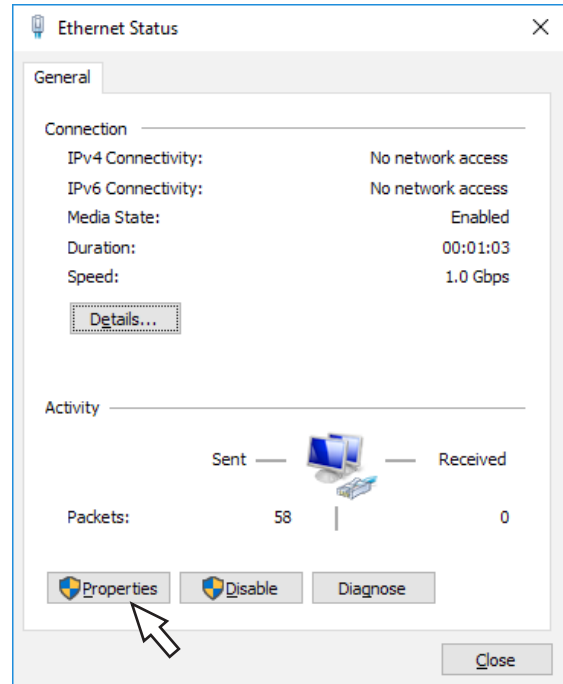 Ethernet Status
General
Connection
IPv4 Connectivity: No network access
IPv6 Connectivity: No network access
Media State: Enabled
Duration: 00:01:03
Speed: 1.0 Gbps
Details...
Activity
Sent Received
Packets: 58 0
Properties Disable Diagnose
Close